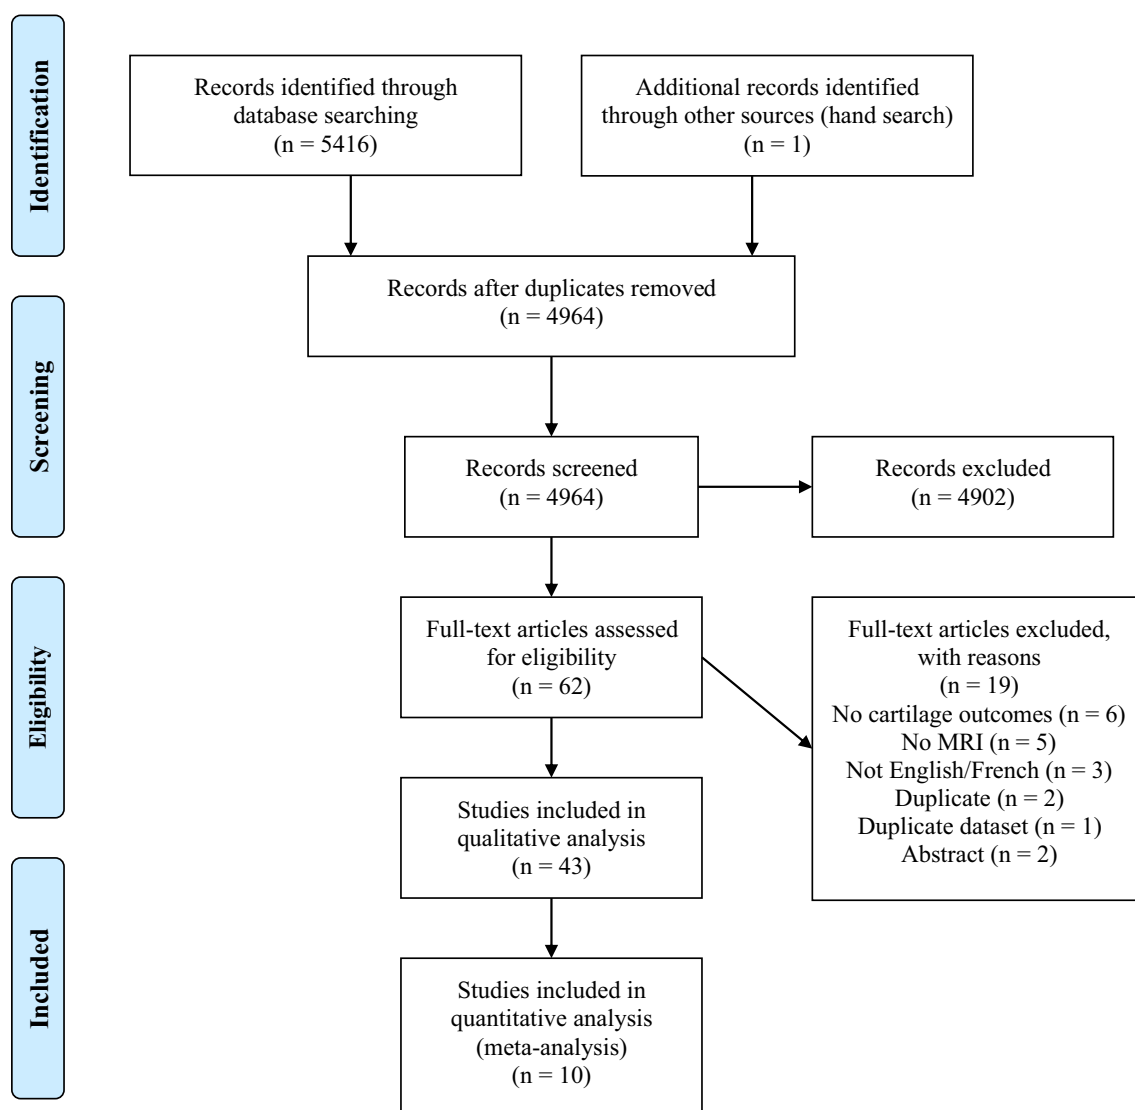 Identification
Records identified through
database searching
(n = 5416)
Additional records identified
through other sources (hand search)
(n = 1)
Records after duplicates removed
(n = 4964)
Screening
Records screened
(n = 4964)
Records excluded
(n = 4902)
Eligibility
Full-text articles assessed
for eligibility
(n = 62)
Full-text articles excluded,
with reasons
(n = 19)
No cartilage outcomes (n = 6)
No MRI (n = 5)
Not English/French (n = 3)
Duplicate (n = 2)
Duplicate dataset (n = 1)
Abstract (n = 2)
Studies included in
qualitative analysis
(n = 43)
Included
Studies included in
quantitative analysis
(meta-analysis)
(n = 10)